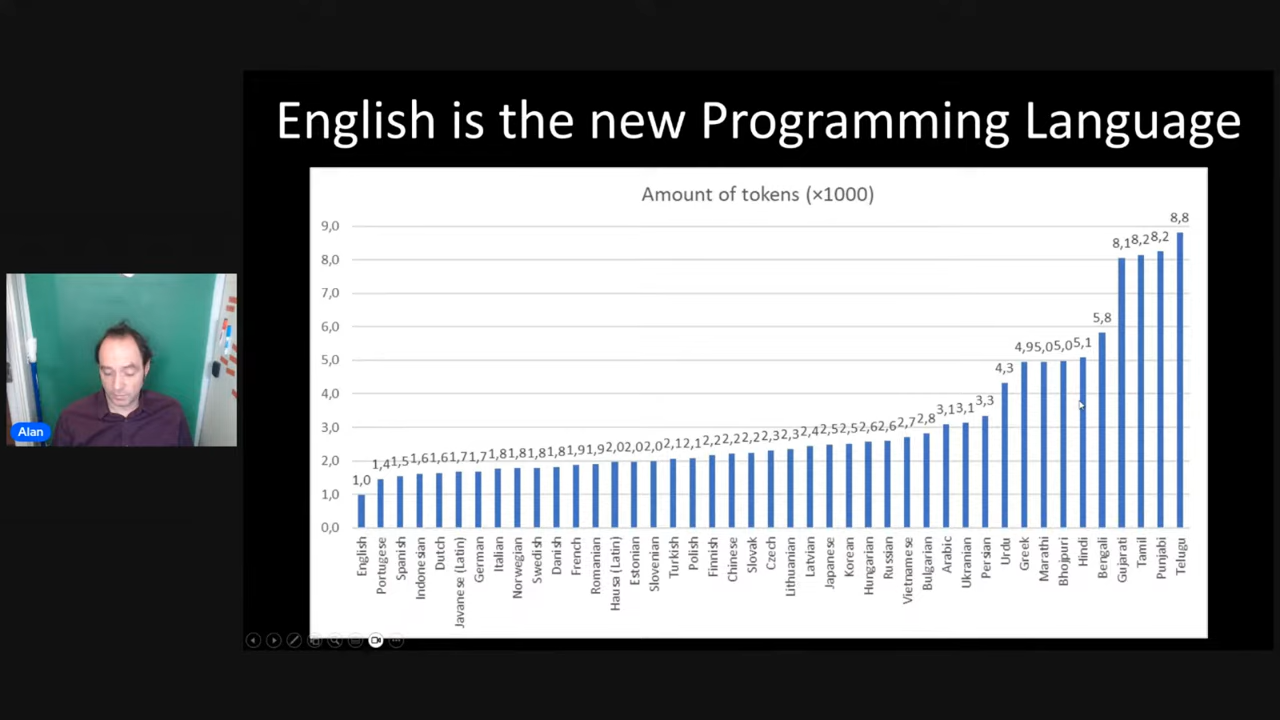 English is the new Programming Language
Amount of tokens (×1000)
9,0
8,0
7,0
6,0
5,0
4,0
3,0
2,0
1,0
0,0
1,0 1,4 1,5 1,6 1,6 1,7 1,7 1,8 1,8 1,8 1,8 1,9 1,9 2,0 2,0 2,0 2,1 2,1 2,2 2,2 2,2 2,3 2,3 2,4 2,5 2,5 2,6 2,6 2,7 2,8 3,1 3,1 3,3 4,3 4,9 5,0 5,0 5,1 5,8 8,1 8,2 8,2 8,8
English
Portugese
Spanish
Indonesian
Dutch
Javanese (Latin)
German
Italian
Norwegian
Swedish
Danish
French
Romanian
Hausa (Latin)
Estonian
Slovenian
Turkish
Polish
Finnish
Chinese
Slovak
Czech
Lithuanian
Latvian
Japanese
Korean
Hungarian
Russian
Vietnamese
Bulgarian
Arabic
Ukranian
Persian
Urdu
Greek
Marathi
Bhojpuri
Hindi
Bengali
Gujarati
Tamil
Punjabi
Telugu
Alan